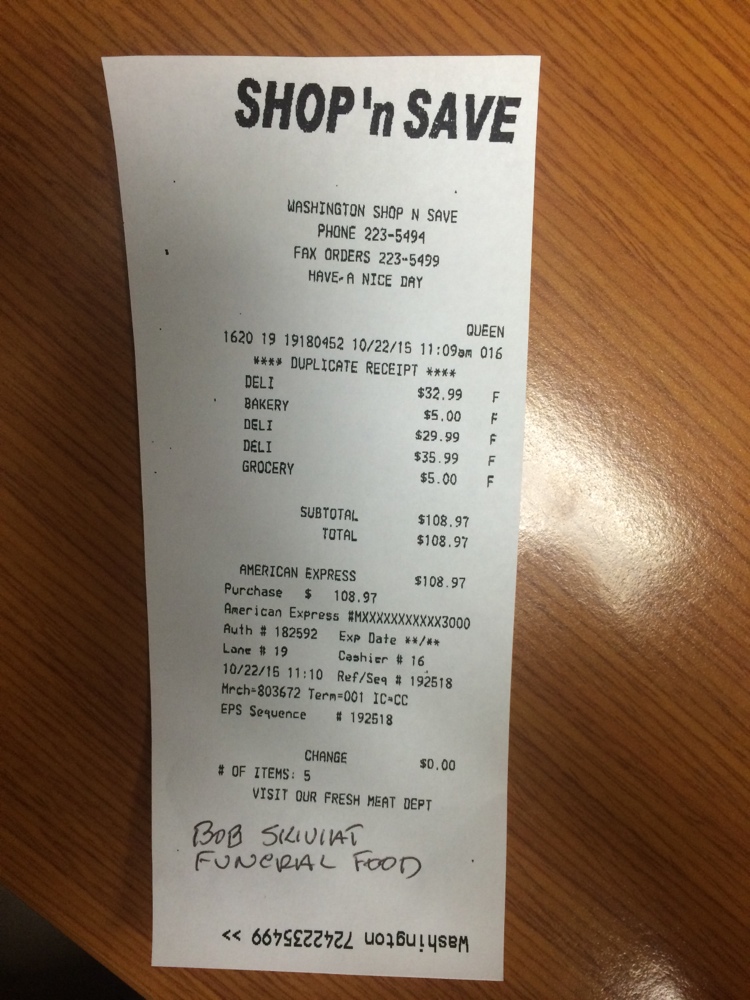 SHOP 'n SAVE
WASHINGTON SHOP N SAVE
PHONE 223-5494
FAX ORDERS 223-5499
HAVE A NICE DAY
QUEEN
1620 19 19180452 10/22/15 11:09am 016
**** DUPLICATE RECEIPT ****
DELI $32.99 F
BAKERY $5.00 F
DELI $29.99 F
DELI $35.99 F
GROCERY $5.00 F
SUBTOTAL $108.97
TOTAL $108.97
AMERICAN EXPRESS $108.97
Purchase $ 108.97
American Express #MXXXXXXXXXXX3000
Auth # 182592 Exp Date **/**
Lane # 19 Cashier # 16
10/22/15 11:10 Ref/Seq # 192518
Mrch=803672 Term=001 IC=CC
EPS Sequence # 192518
CHANGE $0.00
# OF ITEMS: 5
VISIT OUR FRESH MEAT DEPT
BOB
FUNERAL FOOD
Washington 7242235499 >>